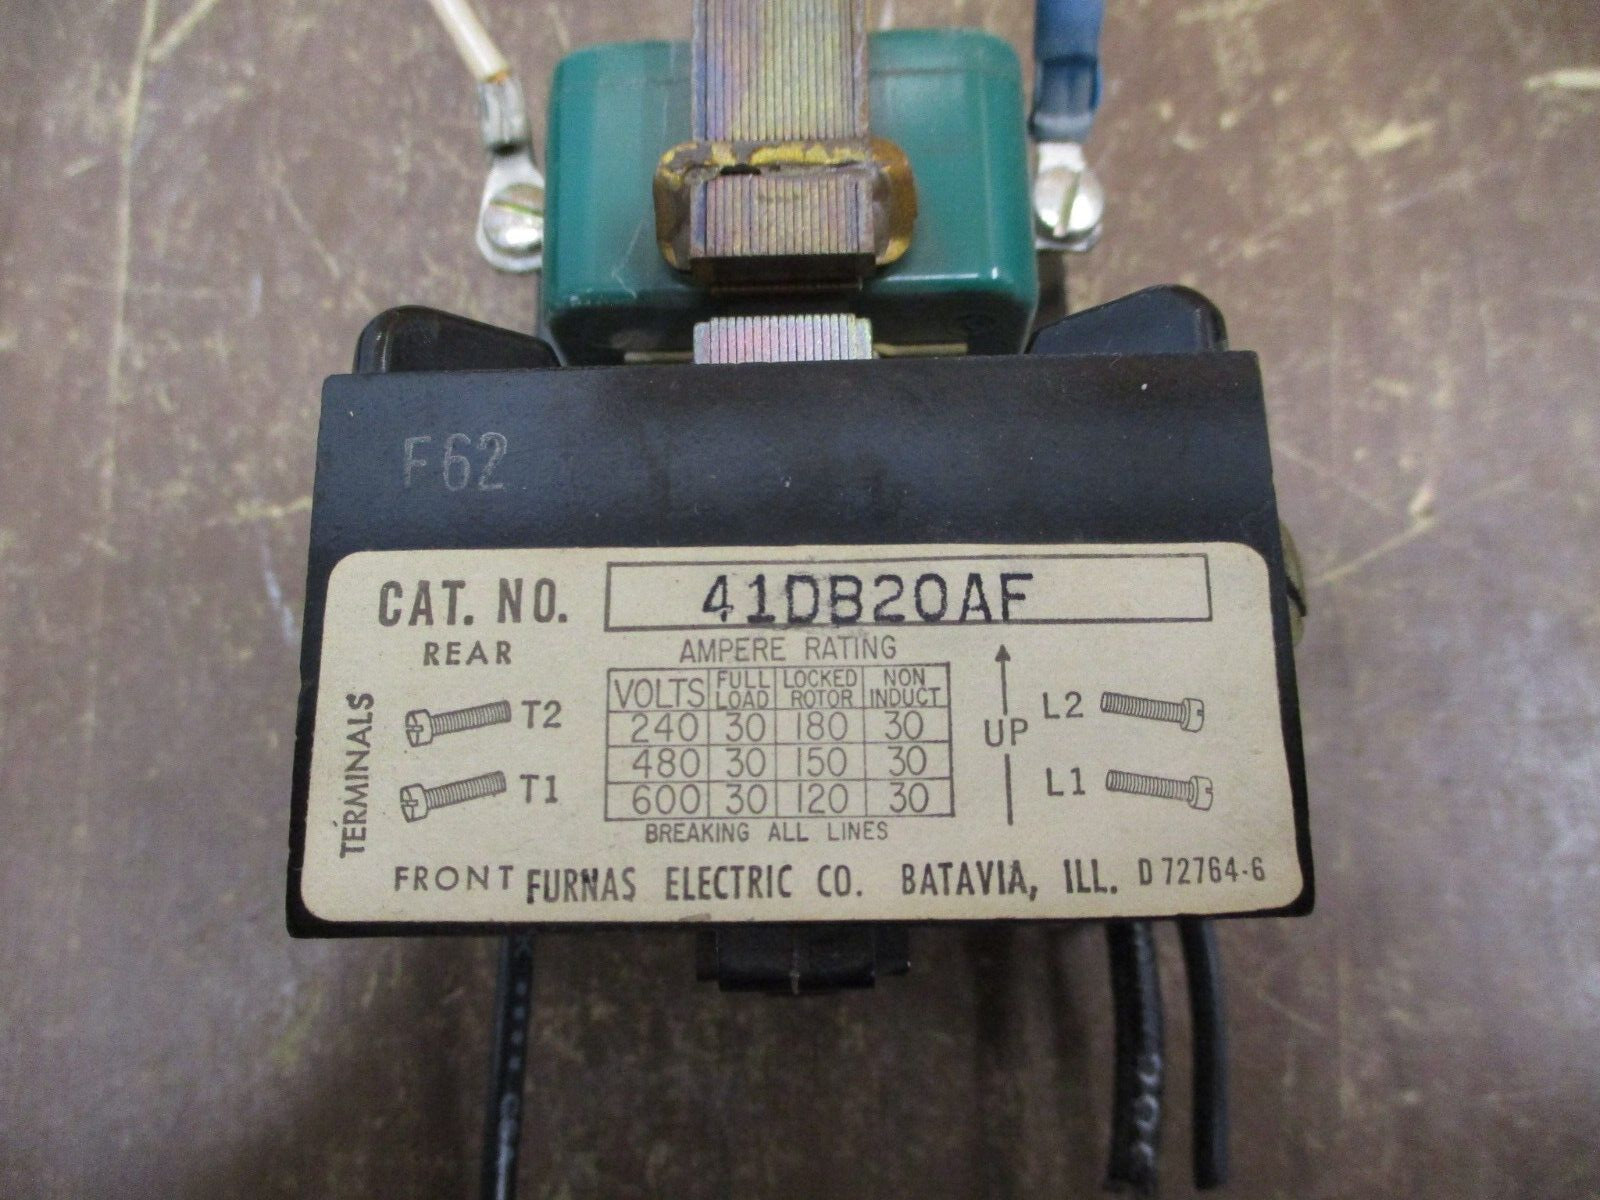 F62
CAT. NO. 41DB20AF
REAR
AMPERE RATING
TERMINALS
VOLTS FULL LOAD LOCKED ROTOR NON INDUCT
240 30 180 30
480 30 150 30
600 30 120 30
BREAKING ALL LINES
T2
T1
UP
L2
L1
FRONT FURNAS ELECTRIC CO. BATAVIA, ILL. D 72764-6